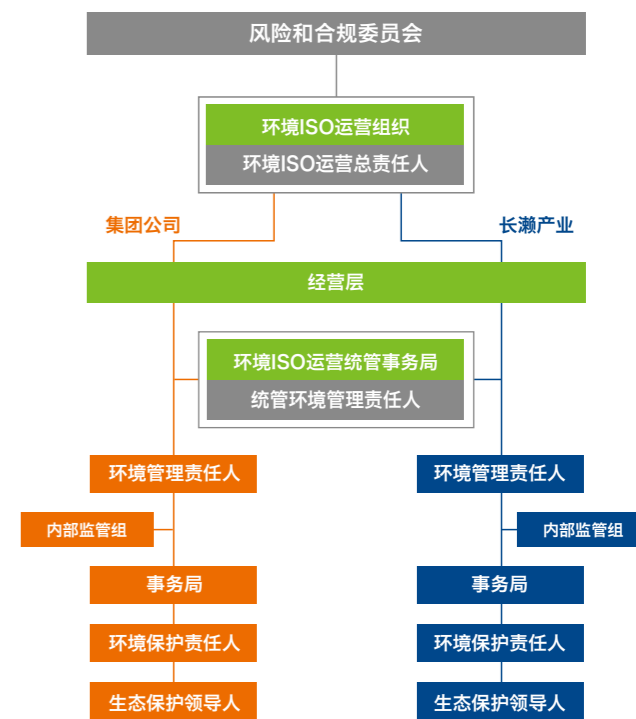 风险和合规委员会
环境ISO运营组织
环境ISO运营总责任人
集团公司
长濑产业
经营层
环境ISO运营统管事务局
统管环境管理责任人
环境管理责任人
环境管理责任人
内部监管组
内部监管组
事务局
事务局
环境保护责任人
环境保护责任人
生态保护领导人
生态保护领导人